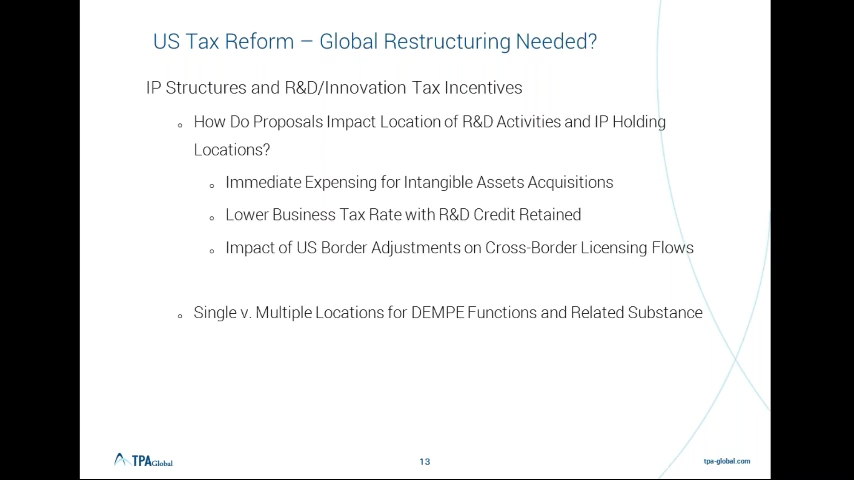 US Tax Reform – Global Restructuring Needed?
IP Structures and R&D/Innovation Tax Incentives
How Do Proposals Impact Location of R&D Activities and IP Holding
Locations?
Immediate Expensing for Intangible Assets Acquisitions
Lower Business Tax Rate with R&D Credit Retained
Impact of US Border Adjustments on Cross-Border Licensing Flows
Single v. Multiple Locations for DEMPE Functions and Related Substance
TPA Global
13
tpa-global.com